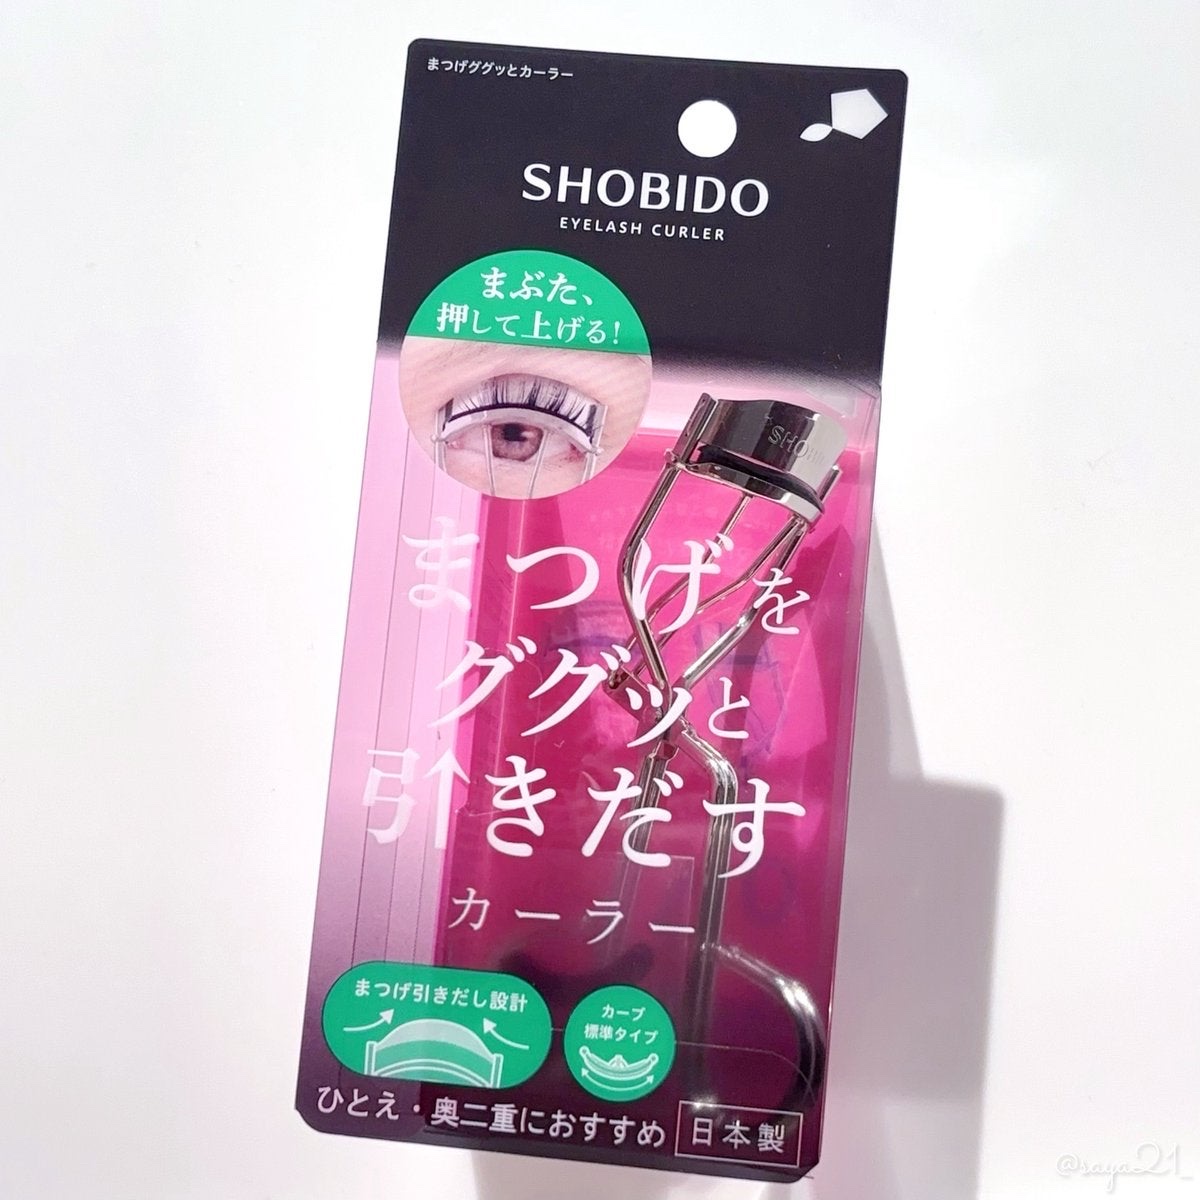 まつげググッとカーラー
SHOBIDO
EYELASH CURLER
まぶた、
押して上げる!
SHOBI
まつげを
ググッと
引きだす
カーラー
まつげ引きだし設計
カーブ
標準タイプ
ひとえ・奥二重におすすめ
日本製
@saya21_